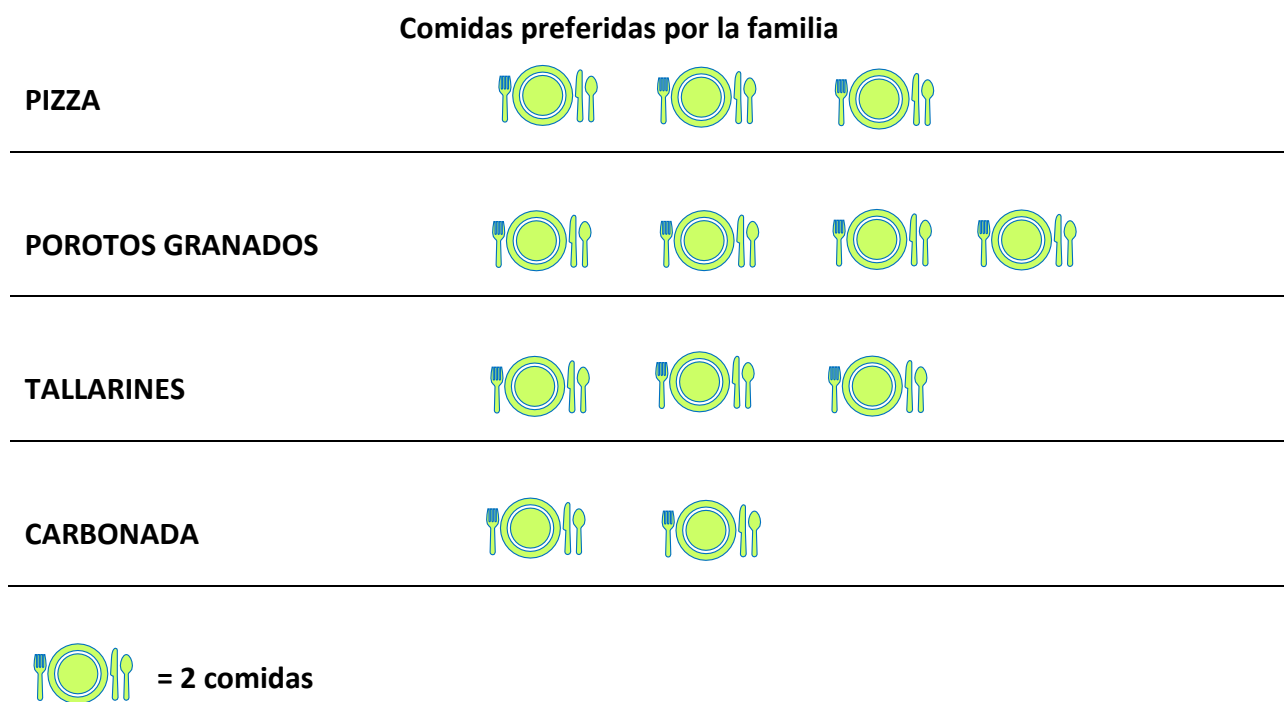 Comidas preferidas por la familia
PIZZA
POROTOS GRANADOS
TALLARINES
CARBONADA
= 2 comidas